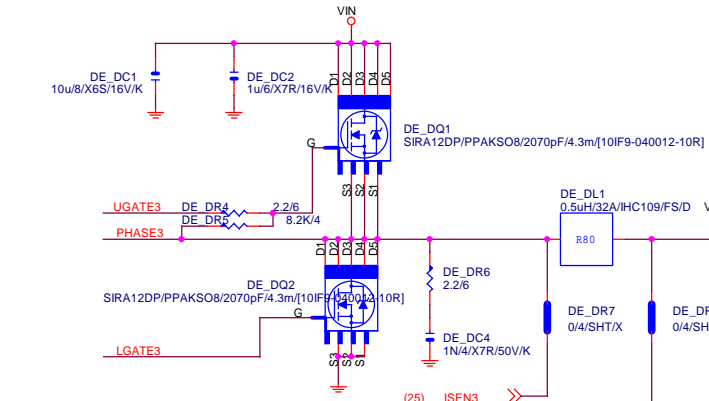 VIN
D1
D2
D3
D4
D5
DE_DC1
10u/8/X6S/16V/K
DE_DC2
1u/6/X7R/16V/K
DE_DQ1
SIRA12DP/PPAKSO8/2070pF/4.3m/[10IF9-040012-10R]
G
S3
S2
S1
UGATE3
DE_DR4
2.2/6
DE_DR5
8.2K/4
PHASE3
DE_DL1
0.5uH/32A/IHC109/FS/D
V
R80
D1
D2
D3
D4
D5
DE_DQ2
SIRA12DP/PPAKSO8/2070pF/4.3m/[10IF9-040012-10R]
G
DE_DR6
2.2/6
DE_DR7
0/4/SHT/X
DE_DR
0/4/SH
DE_DC4
1N/4/X7R/50V/K
LGATE3
S3
S2
S1
(25) ISEN3